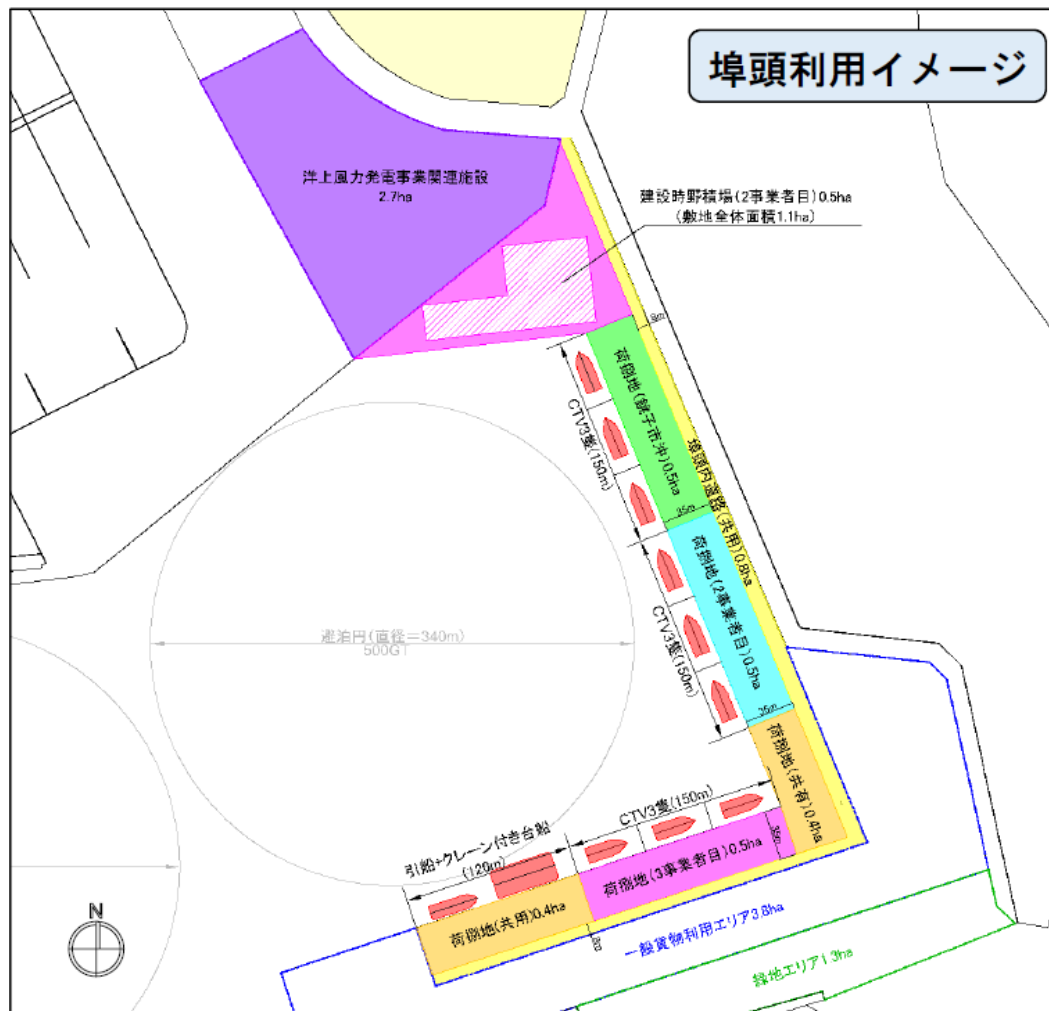 埠頭利用イメージ
洋上風力発電事業関連施設
2.7ha
建設時野積場(2事業者目)0.5ha
(敷地全体面積1.1ha)
荷捌地(銚子市沖)0.5ha
CTV3隻(150m)
35m
埠頭内道路(共用)0.8ha
荷捌地(2事業者目)0.5ha
CTV3隻(150m)
35m
避泊円(直径=340m)
500GT
荷捌地(共有)0.4ha
CTV3隻(150m)
35m
引船+クレーン付き台船
(120m)
荷捌地(3事業者目)0.5ha
荷捌地(共用)0.4ha
一般貨物利用エリア3.8ha
緑地エリア1.3ha
N